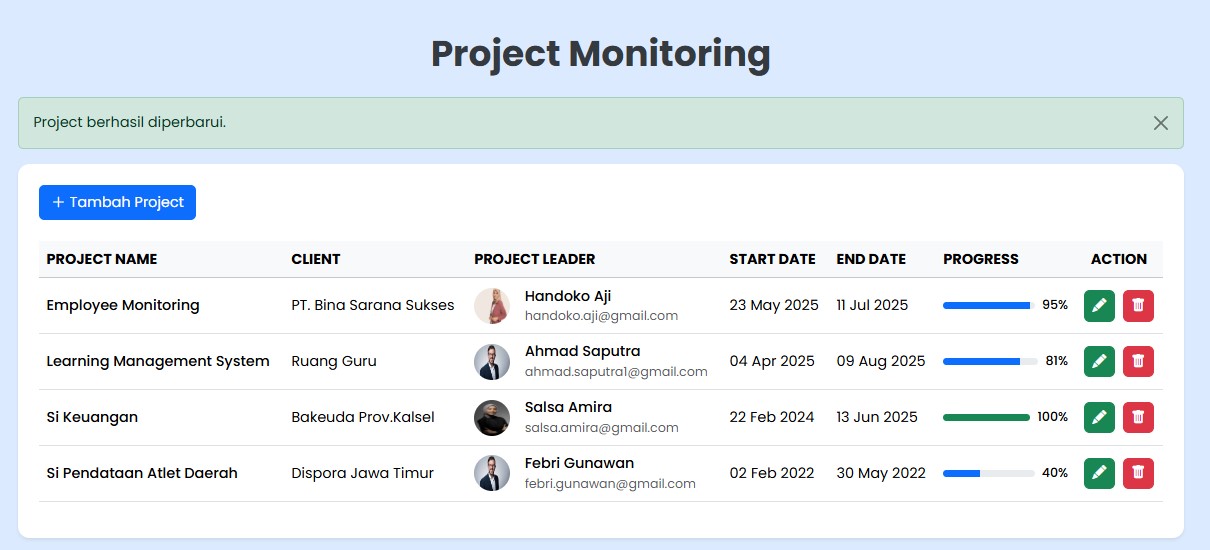 Project Monitoring
Project berhasil diperbarui.
+ Tambah Project
PROJECT NAME CLIENT PROJECT LEADER START DATE END DATE PROGRESS ACTION
Employee Monitoring PT. Bina Sarana Sukses Handoko Aji 23 May 2025 11 Jul 2025 95%
handoko.aji@gmail.com
Learning Management System Ruang Guru Ahmad Saputra 04 Apr 2025 09 Aug 2025 81%
ahmad.saputra1@gmail.com
Si Keuangan Bakeuda Prov.Kalsel Salsa Amira 22 Feb 2024 13 Jun 2025 100%
salsa.amira@gmail.com
Si Pendataan Atlet Daerah Dispora Jawa Timur Febri Gunawan 02 Feb 2022 30 May 2022 40%
febri.gunawan@gmail.com